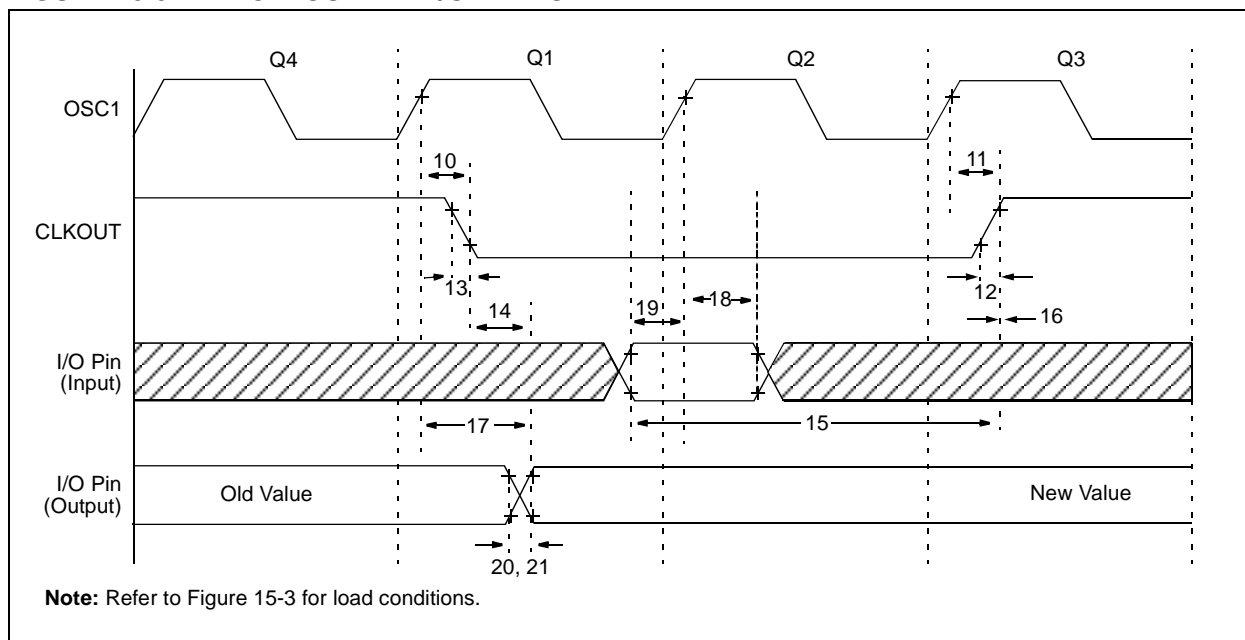 Q4 Q1 Q2 Q3
OSC1
10 11
CLKOUT
13 12
14 19 18 16
I/O Pin
(Input)
17 15
I/O Pin
(Output)
Old Value New Value
20, 21
Note: Refer to Figure 15-3 for load conditions.